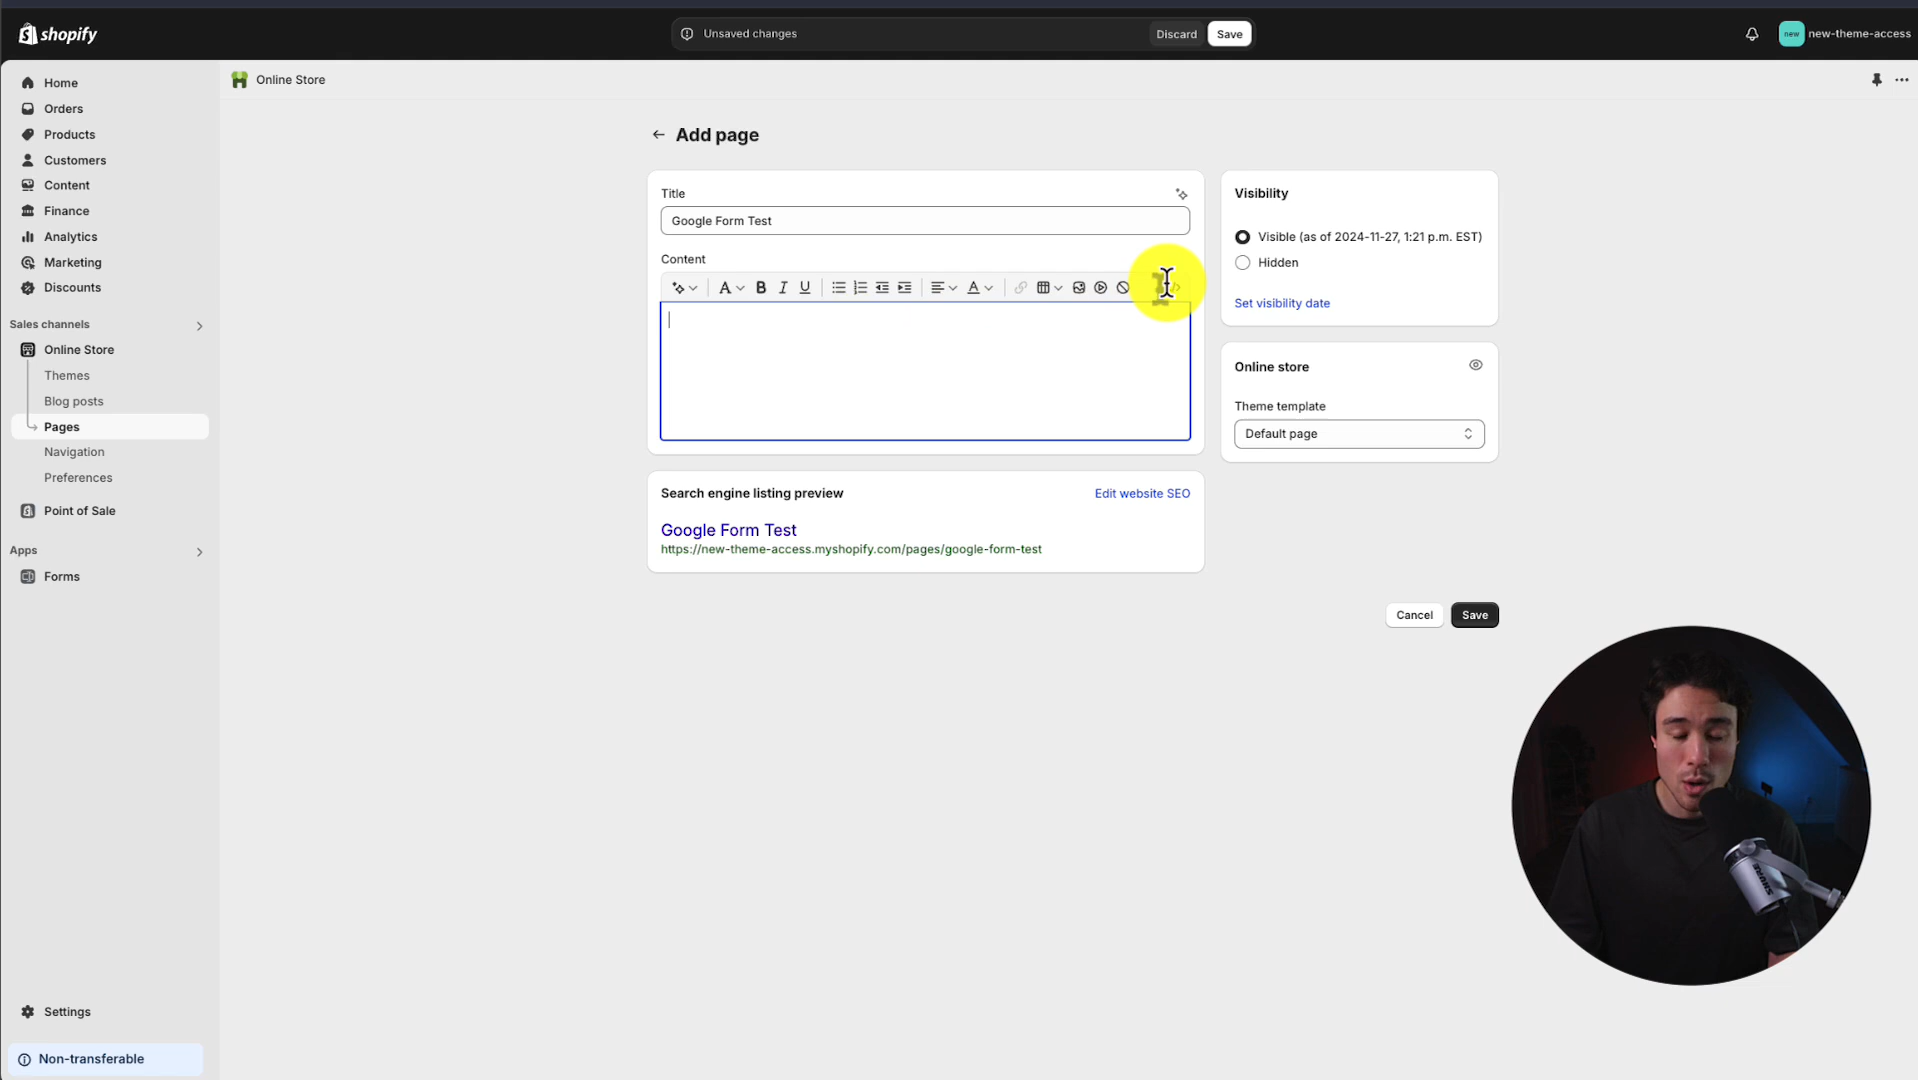 shopify
Unsaved changes
Discard
Save
new
new-theme-access
Home
Orders
Products
Customers
Content
Finance
Analytics
Marketing
Discounts
Sales channels
Online Store
Themes
Blog posts
Pages
Navigation
Preferences
Point of Sale
Apps
Forms
Settings
Non-transferable
Online Store
Add page
Title
Google Form Test
Content
Search engine listing preview
Edit website SEO
Google Form Test
https://new-theme-access.myshopify.com/pages/google-form-test
Visibility
Visible (as of 2024-11-27, 1:21 p.m. EST)
Hidden
Set visibility date
Online store
Theme template
Default page
Cancel
Save
SHURE